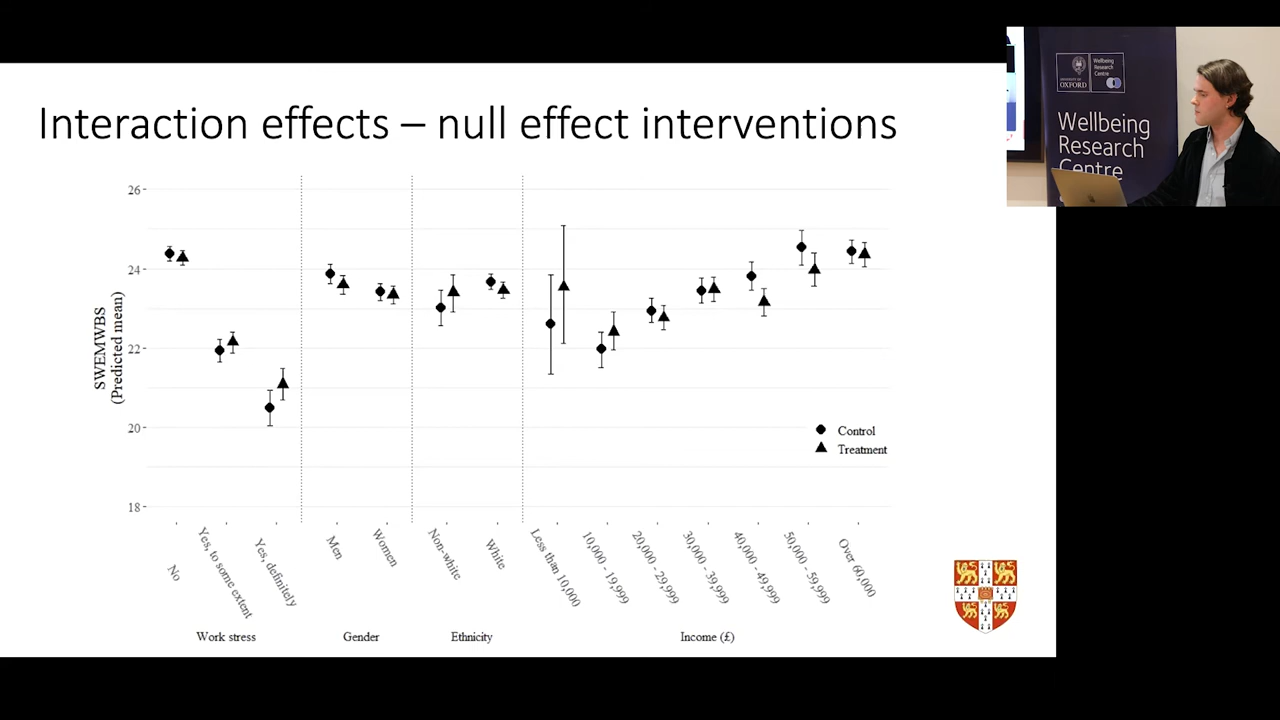 Interaction effects – null effect interventions
26
24
22
20
18
SWEMWBS
(Predicted mean)
Control
Treatment
No
Yes, to some extent
Yes, definitely
Men
Women
Non-white
White
Less than 10,000
10,000 - 19,999
20,000 - 29,999
30,000 - 39,999
40,000 - 49,999
50,000 - 59,999
Over 60,000
Work stress
Gender
Ethnicity
Income (£)
UNIVERSITY OF
OXFORD
Wellbeing
Research
Centre
Wellbeing
Research
Centre